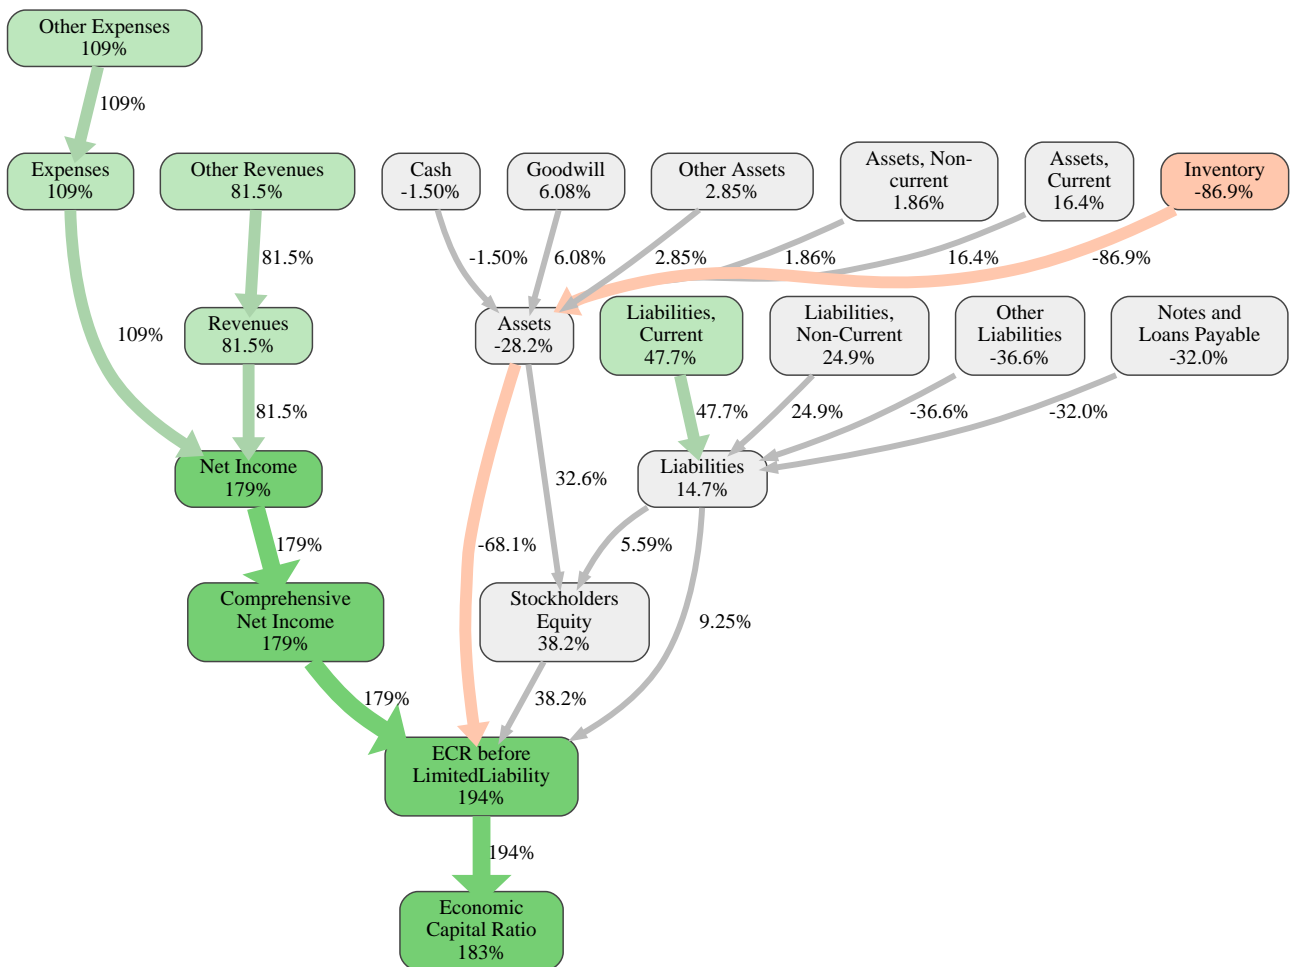 Other Expenses
109%
109%
Expenses
109%
Other Revenues
81.5%
Cash
-1.50%
Goodwill
6.08%
Other Assets
2.85%
Assets, Non-
current
1.86%
Assets,
Current
16.4%
Inventory
-86.9%
81.5%
-1.50%
6.08%
2.85%
1.86%
16.4%
-86.9%
109%
Revenues
81.5%
Assets
-28.2%
Liabilities,
Current
47.7%
Liabilities,
Non-Current
24.9%
Other
Liabilities
-36.6%
Notes and
Loans Payable
-32.0%
81.5%
47.7%
24.9%
-36.6%
-32.0%
Net Income
179%
32.6%
Liabilities
14.7%
179%
-68.1%
5.59%
9.25%
Comprehensive
Net Income
179%
Stockholders
Equity
38.2%
179%
38.2%
ECR before
LimitedLiability
194%
194%
Economic
Capital Ratio
183%